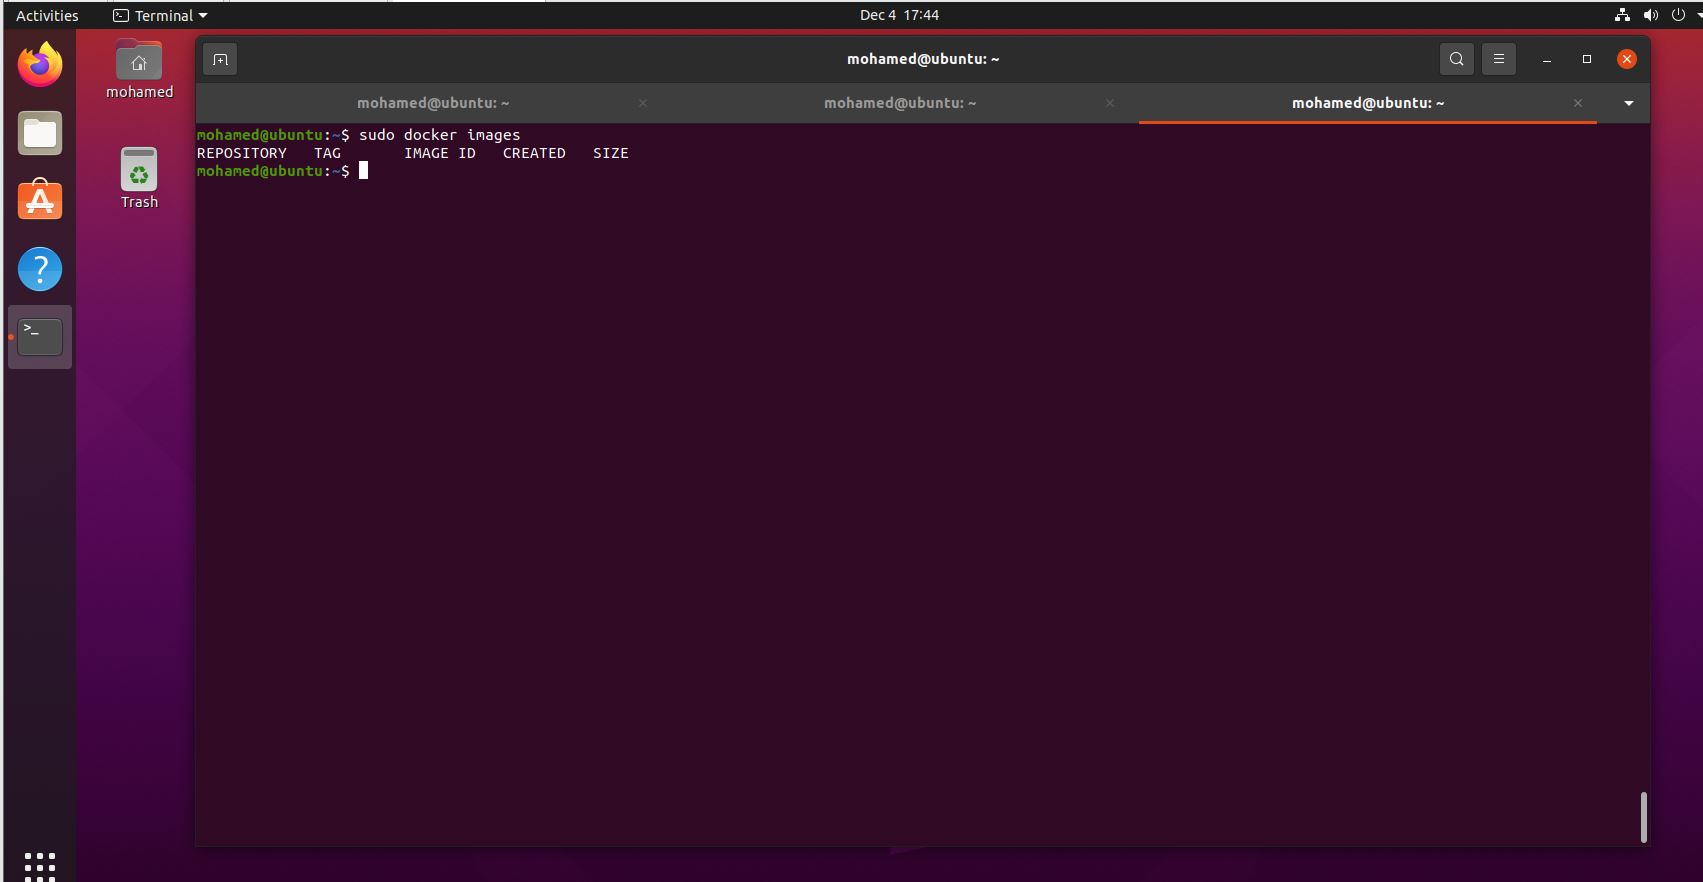 Activities Terminal Dec 4 17:44
mohamed@ubuntu: ~
mohamed@ubuntu: ~ mohamed@ubuntu: ~ mohamed@ubuntu: ~
mohamed
Trash
mohamed@ubuntu:~$ sudo docker images
REPOSITORY TAG IMAGE ID CREATED SIZE
mohamed@ubuntu:~$